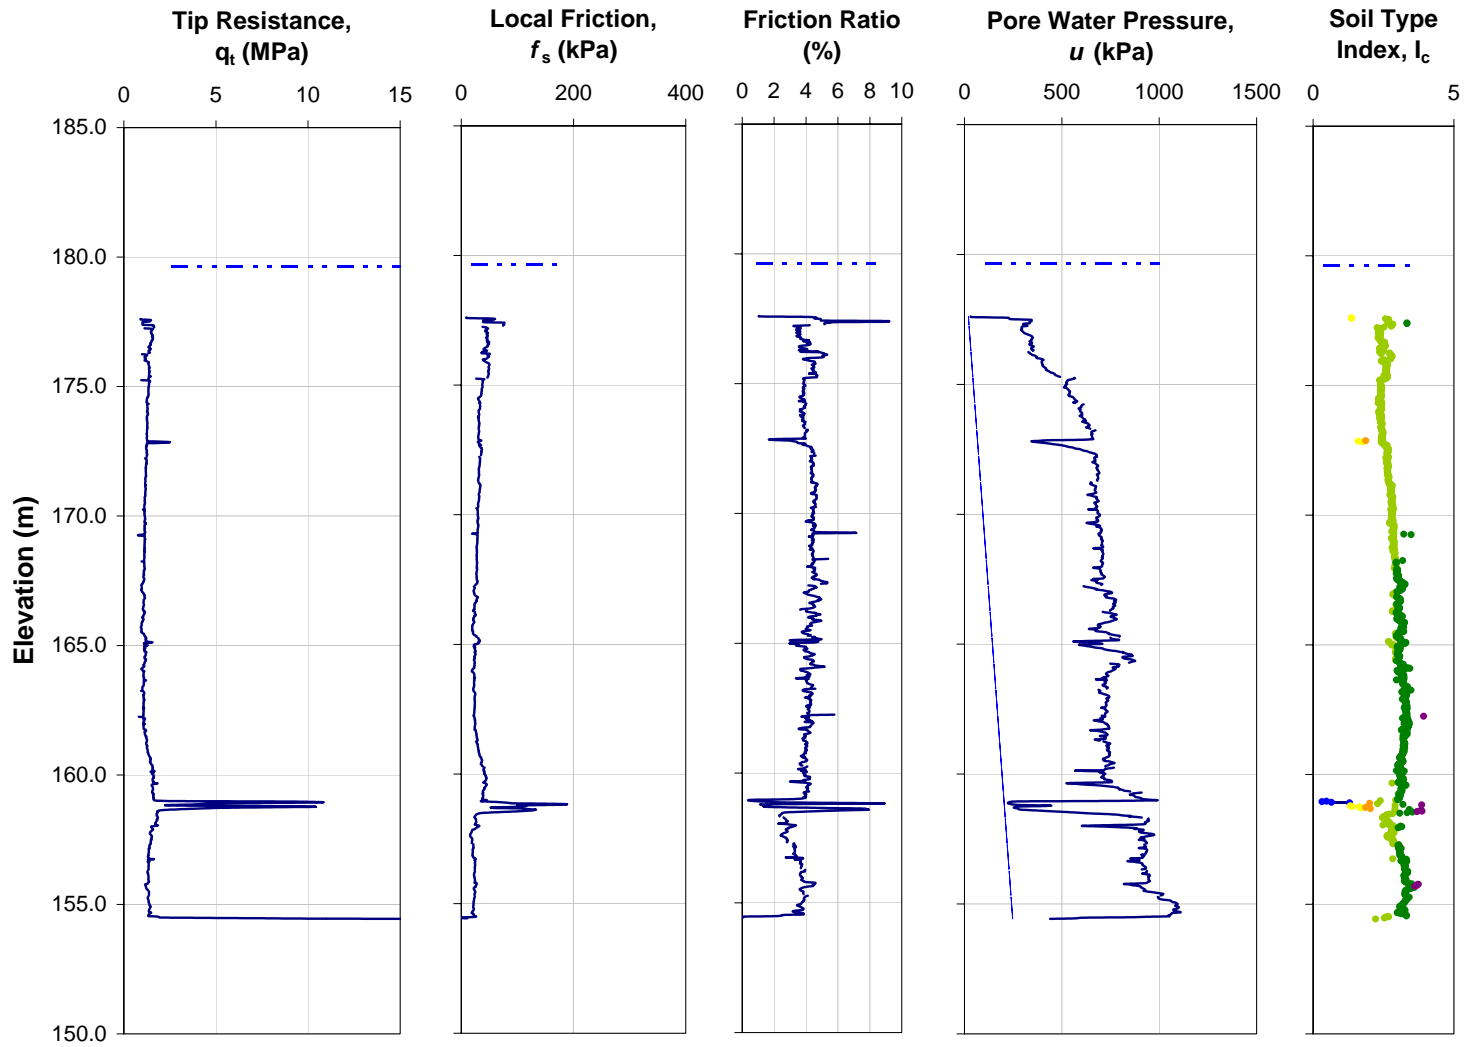 Tip Resistance,
qt (MPa)
Local Friction,
fs (kPa)
Friction Ratio
(%)
Pore Water Pressure,
u (kPa)
Soil Type
Index, Ic
0 5 10 15
0 200 400
0 2 4 6 8 10
0 500 1000 1500
0 5
185.0
180.0
175.0
170.0
165.0
160.0
155.0
150.0
Elevation (m)